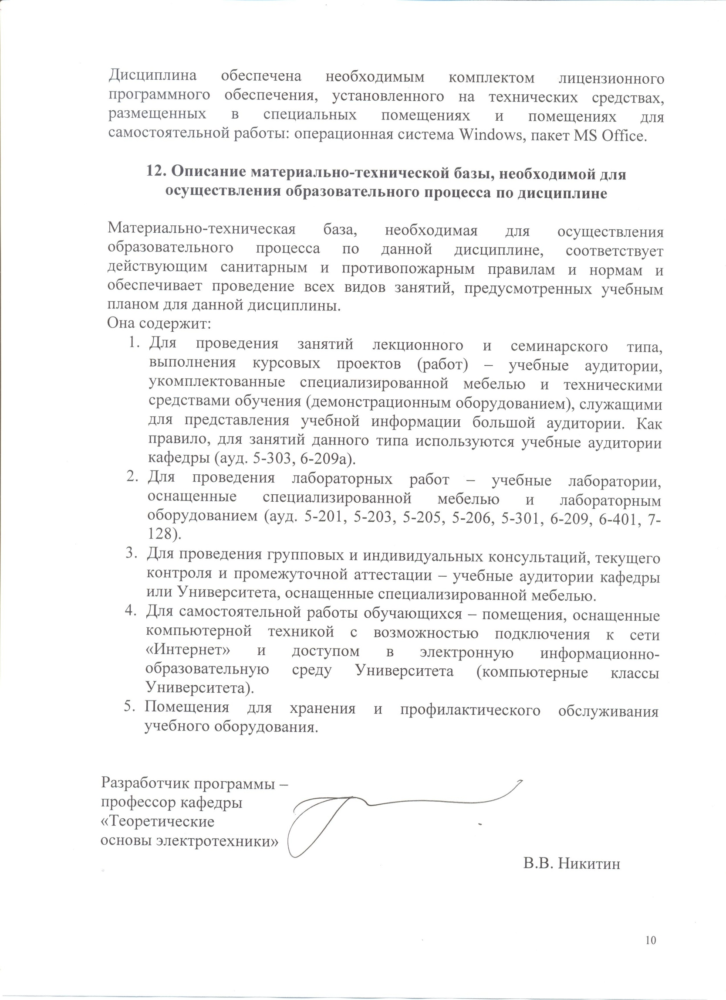 Дисциплина обеспечена необходимым комплектом лицензионного
программного обеспечения, установленного на технических средствах,
размещенных в специальных помещениях и помещениях для
самостоятельной работы: операционная система Windows, пакет MS Office.
12. Описание материально-технической базы, необходимой для
осуществления образовательного процесса по дисциплине
Материально-техническая база, необходимая для осуществления
образовательного процесса по данной дисциплине, соответствует
действующим санитарным и противопожарным правилам и нормам и
обеспечивает проведение всех видов занятий, предусмотренных учебным
планом для данной дисциплины.
Она содержит:
1. Для проведения занятий лекционного и семинарского типа,
выполнения курсовых проектов (работ) – учебные аудитории,
укомплектованные специализированной мебелью и техническими
средствами обучения (демонстрационным оборудованием), служащими
для представления учебной информации большой аудитории. Как
правило, для занятий данного типа используются учебные аудитории
кафедры (ауд. 5-303, 6-209а).
2. Для проведения лабораторных работ – учебные лаборатории,
оснащенные специализированной мебелью и лабораторным
оборудованием (ауд. 5-201, 5-203, 5-205, 5-206, 5-301, 6-209, 6-401, 7-
128).
3. Для проведения групповых и индивидуальных консультаций, текущего
контроля и промежуточной аттестации – учебные аудитории кафедры
или Университета, оснащенные специализированной мебелью.
4. Для самостоятельной работы обучающихся – помещения, оснащенные
компьютерной техникой с возможностью подключения к сети
«Интернет» и доступом в электронную информационно-
образовательную среду Университета (компьютерные классы
Университета).
5. Помещения для хранения и профилактического обслуживания
учебного оборудования.
Разработчик программы –
профессор кафедры
«Теоретические
основы электротехники»
В.В. Никитин
10